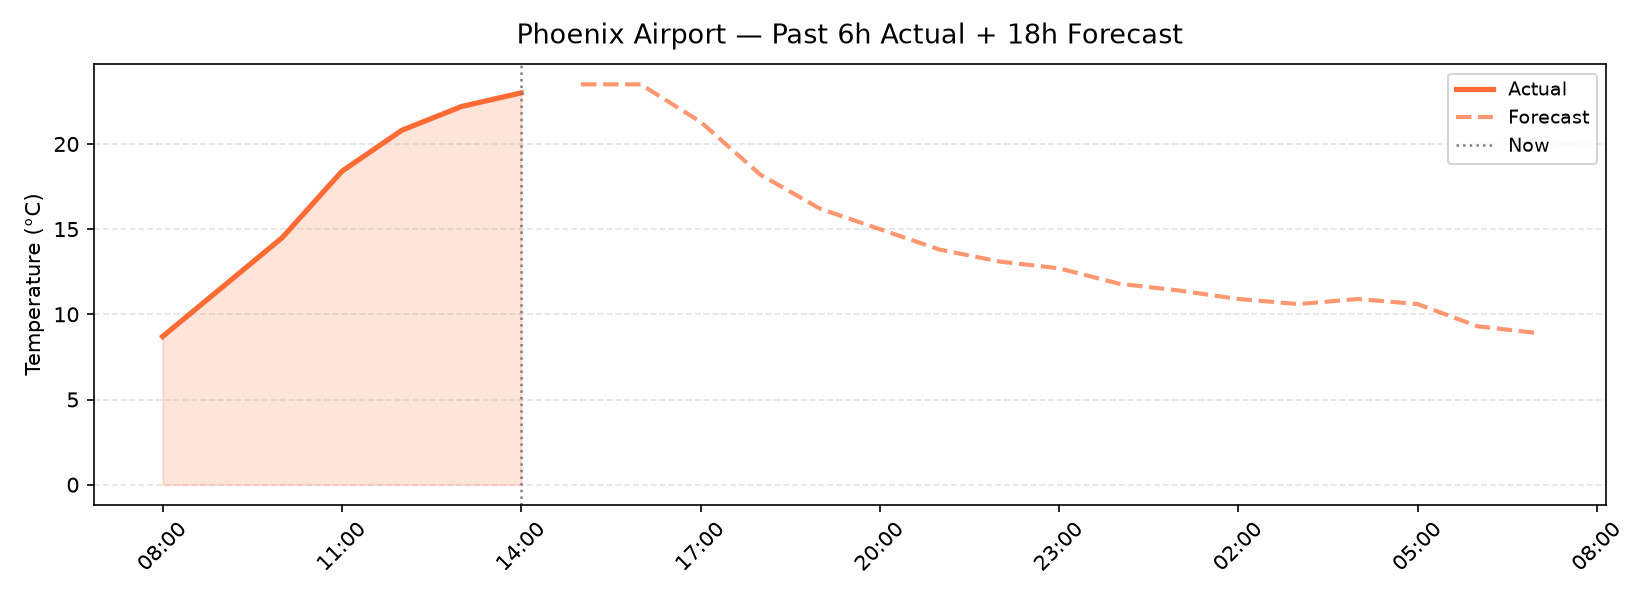 Phoenix Airport — Past 6h Actual + 18h Forecast
Temperature (°C)
20
15
10
5
0
Actual
Forecast
Now
08:00
11:00
14:00
17:00
20:00
23:00
02:00
05:00
08:00